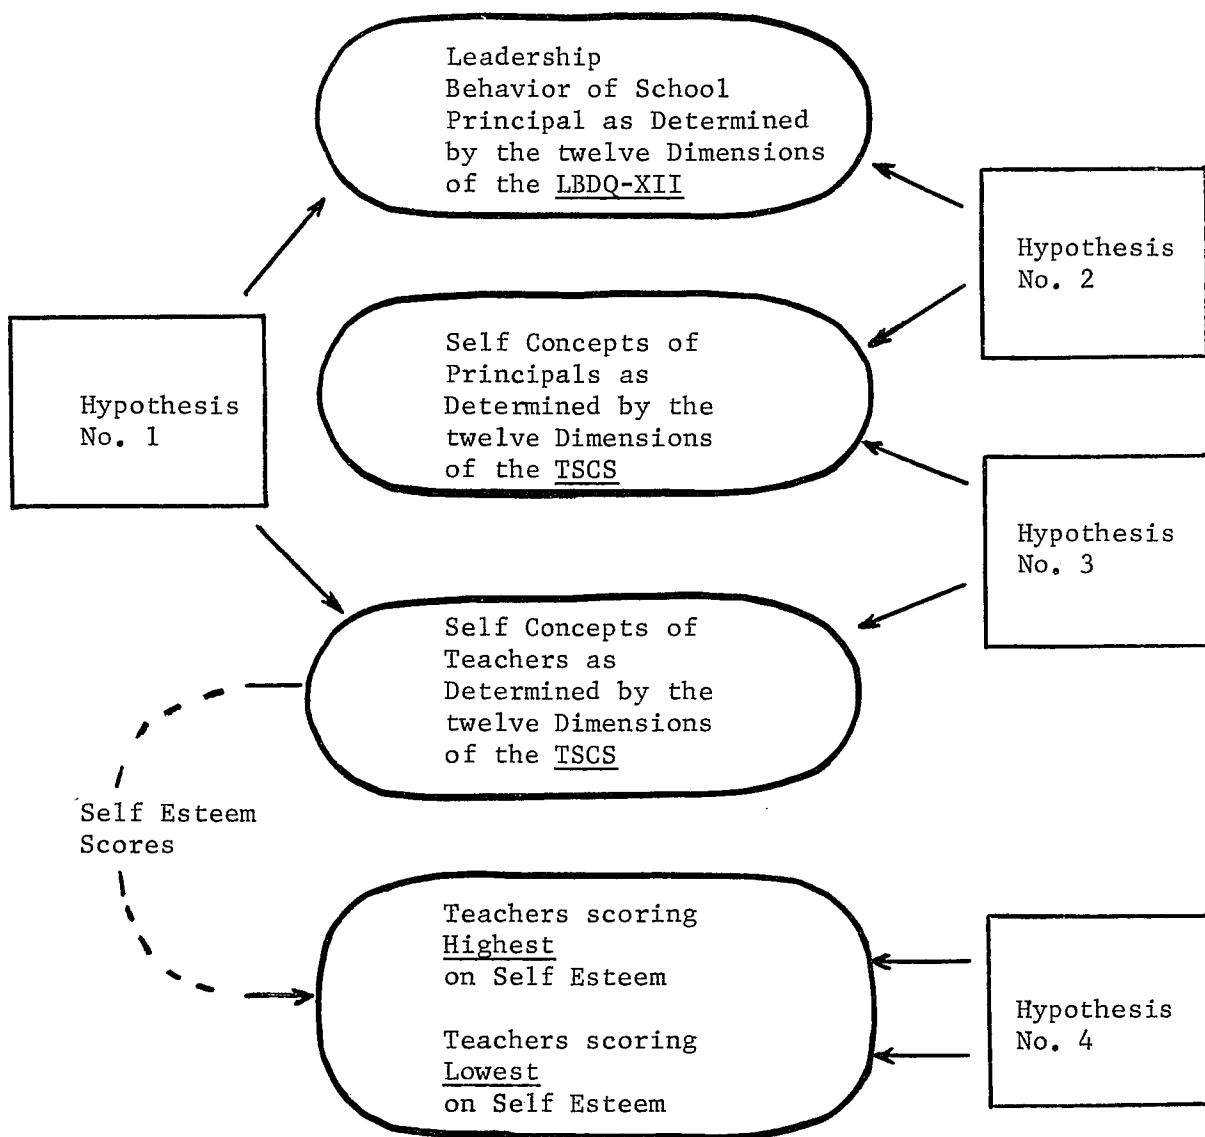 Leadership
Behavior of School
Principal as Determined
by the twelve Dimensions
of the LBDQ-XII
Hypothesis
No. 2
Self Concepts of
Principals as
Determined by the
twelve Dimensions
of the TSCS
Hypothesis
No. 1
Hypothesis
No. 3
Self Concepts of
Teachers as
Determined by the
twelve Dimensions
of the TSCS
Self Esteem
Scores
Teachers scoring
Highest
on Self Esteem
Teachers scoring
Lowest
on Self Esteem
Hypothesis
No. 4